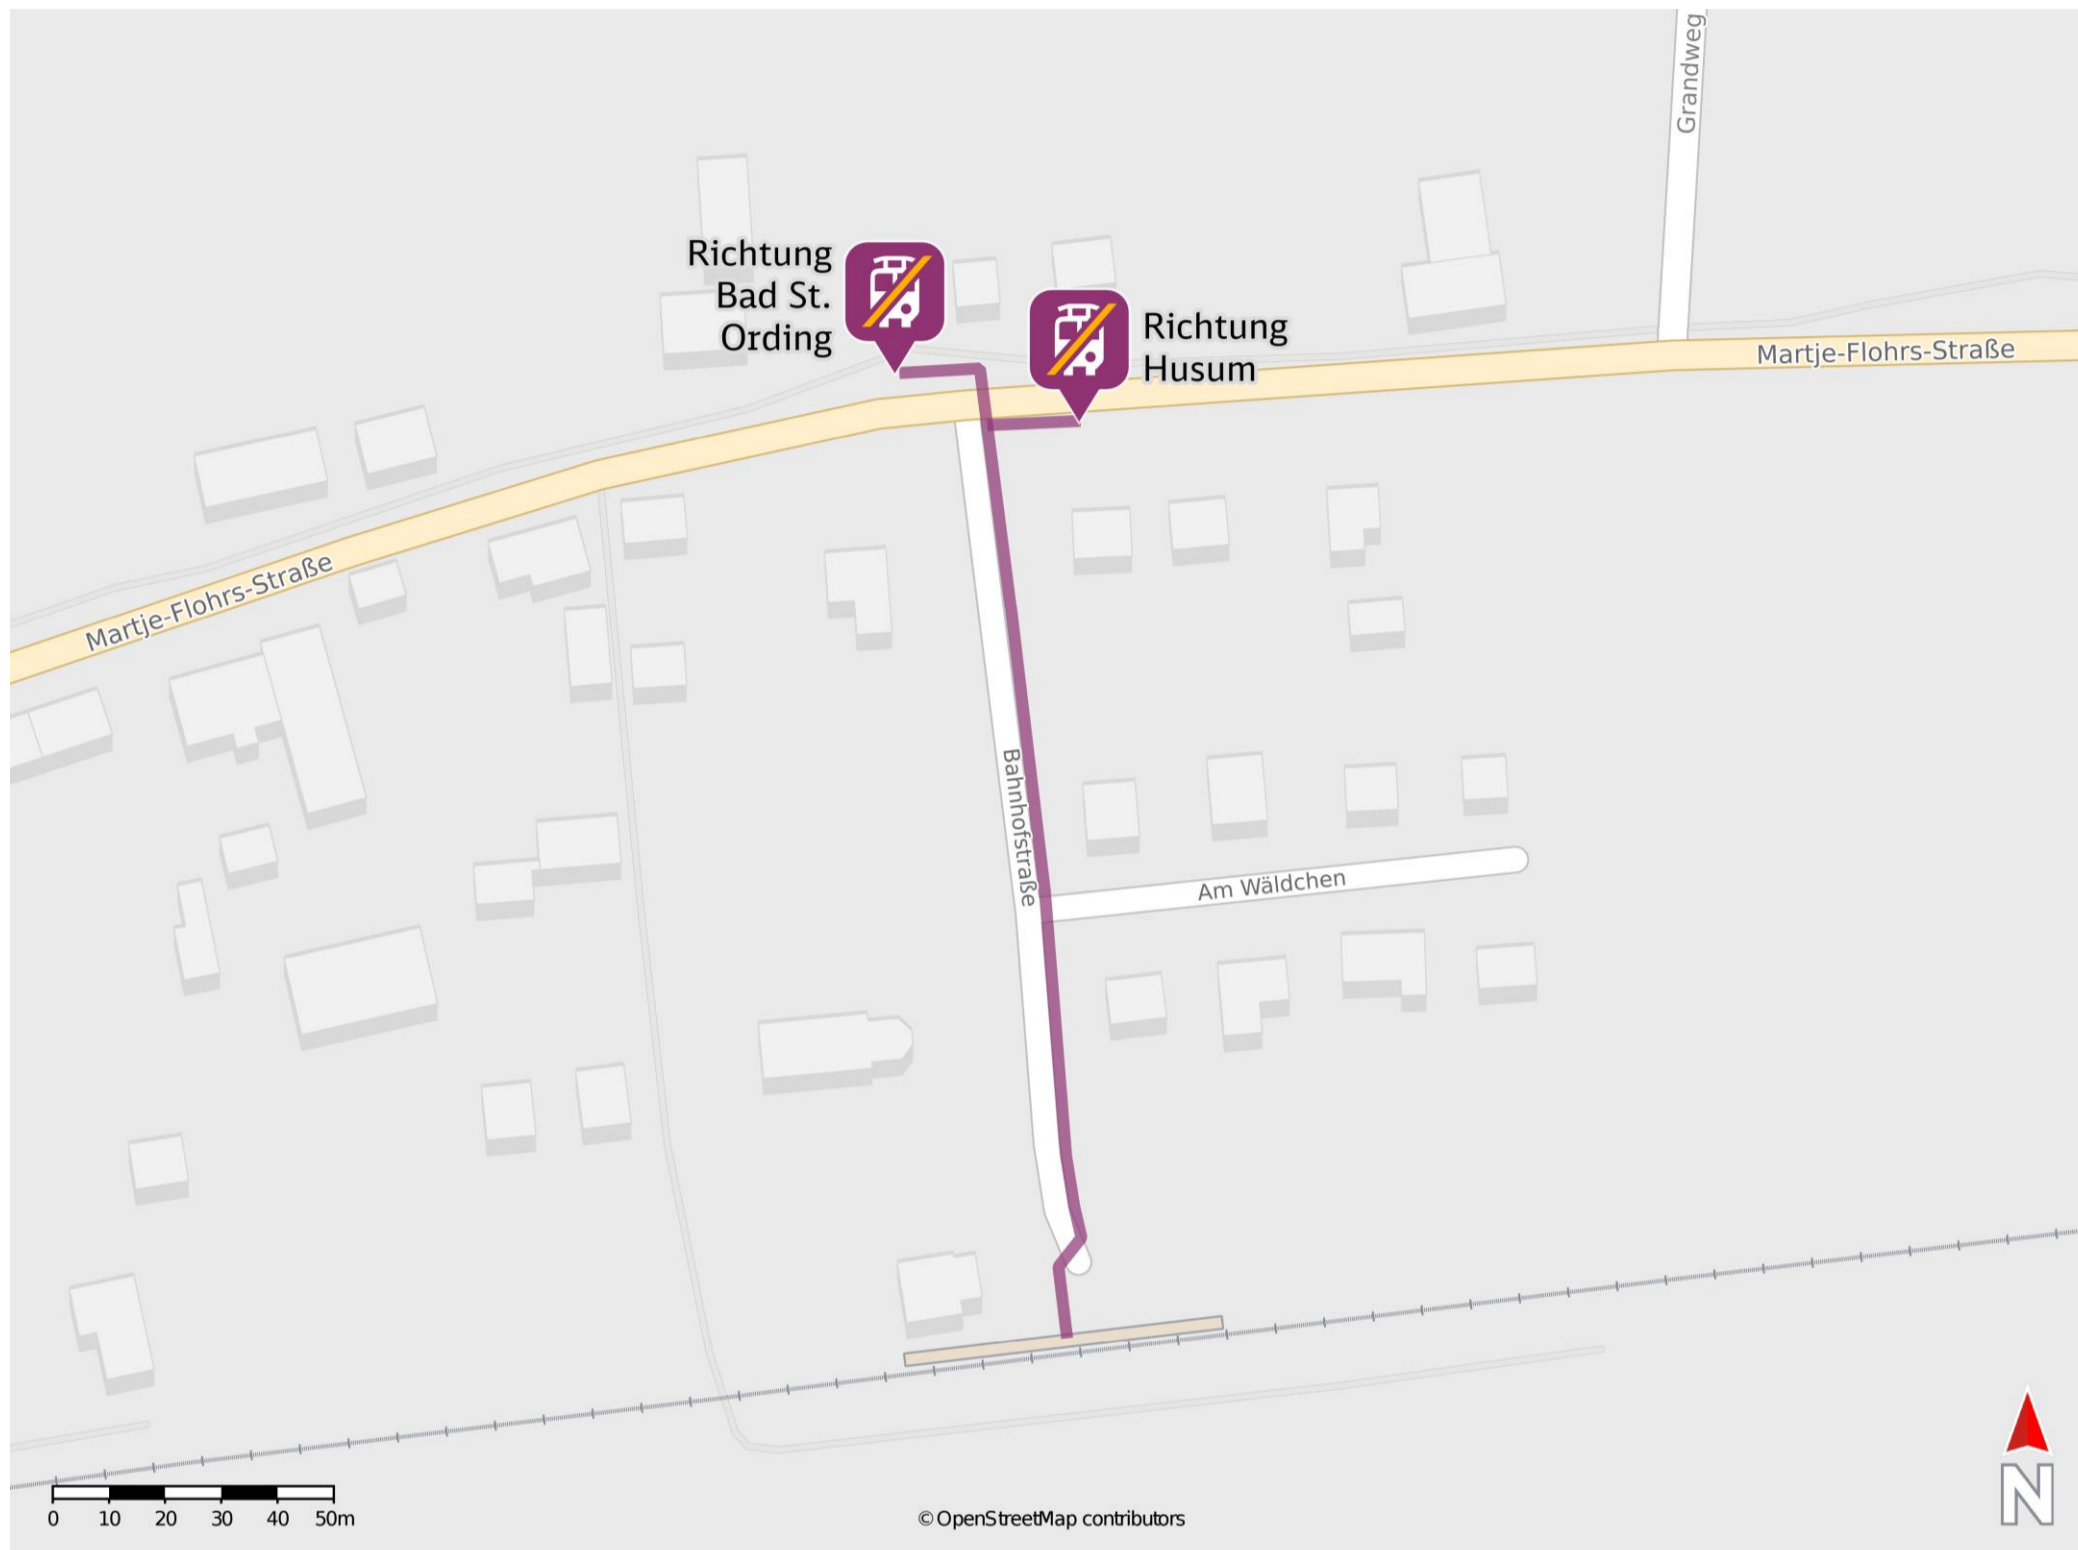 Grandweg
Richtung
Bad St.
Ording
Richtung
Husum
Martje-Flohrs-Straße
Martje-Flohrs-Straße
Bahnhofstraße
Am Wäldchen
0 10 20 30 40 50m
© OpenStreetMap contributors
N